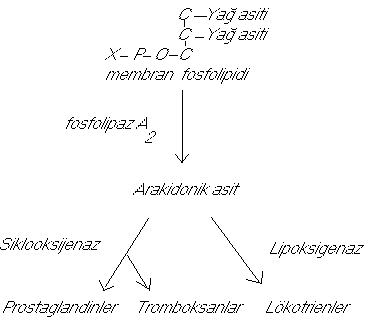 C – Yağ asiti
C – Yağ asiti
X – P – O – C
membran fosfolipidi
fosfolipaz A2
Arakidonik asit
Siklooksijenaz
Lipoksigenaz
Prostaglandinler Tromboksanlar Lökotrienler